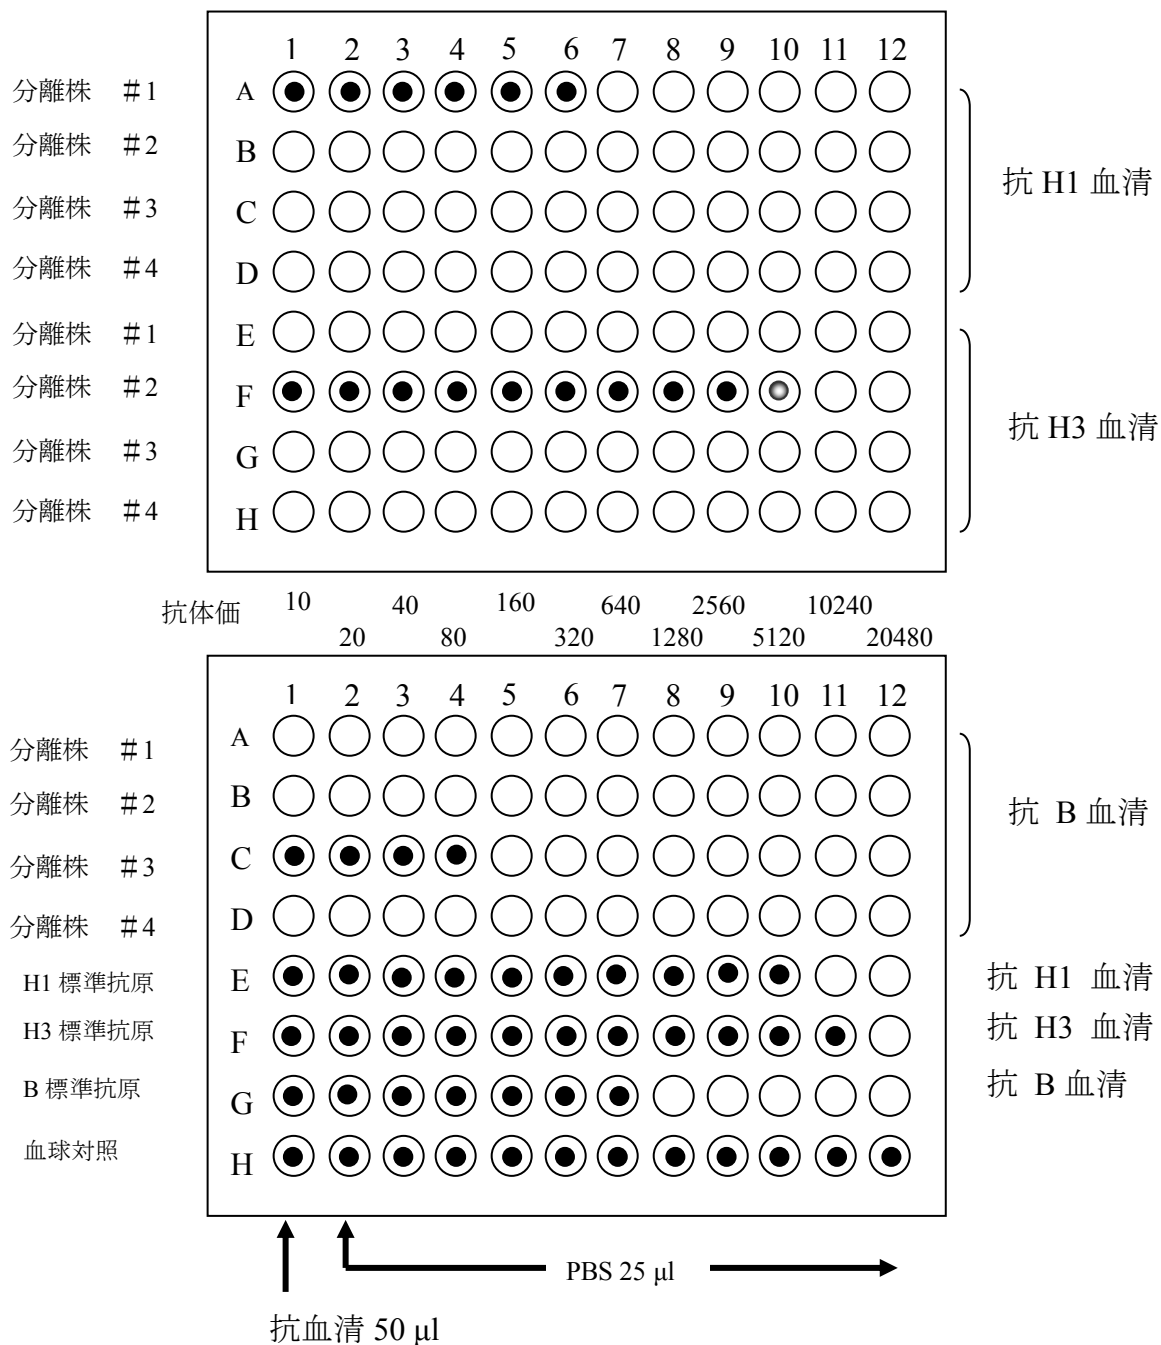 1 2 3 4 5 6 7 8 9 10 11 12
分離株 #1 A
分離株 #2 B
抗 H1 血清
分離株 #3 C
分離株 #4 D
分離株 #1 E
分離株 #2 F
抗 H3 血清
分離株 #3 G
分離株 #4 H
抗体価 10 40 160 640 2560 10240
20 80 320 1280 5120 20480
1 2 3 4 5 6 7 8 9 10 11 12
分離株 #1 A
分離株 #2 B
抗 B 血清
分離株 #3 C
分離株 #4 D
H1 標準抗原 E 抗 H1 血清
H3 標準抗原 F 抗 H3 血清
B 標準抗原 G 抗 B 血清
血球対照 H
PBS 25 μl
抗血清 50 μl